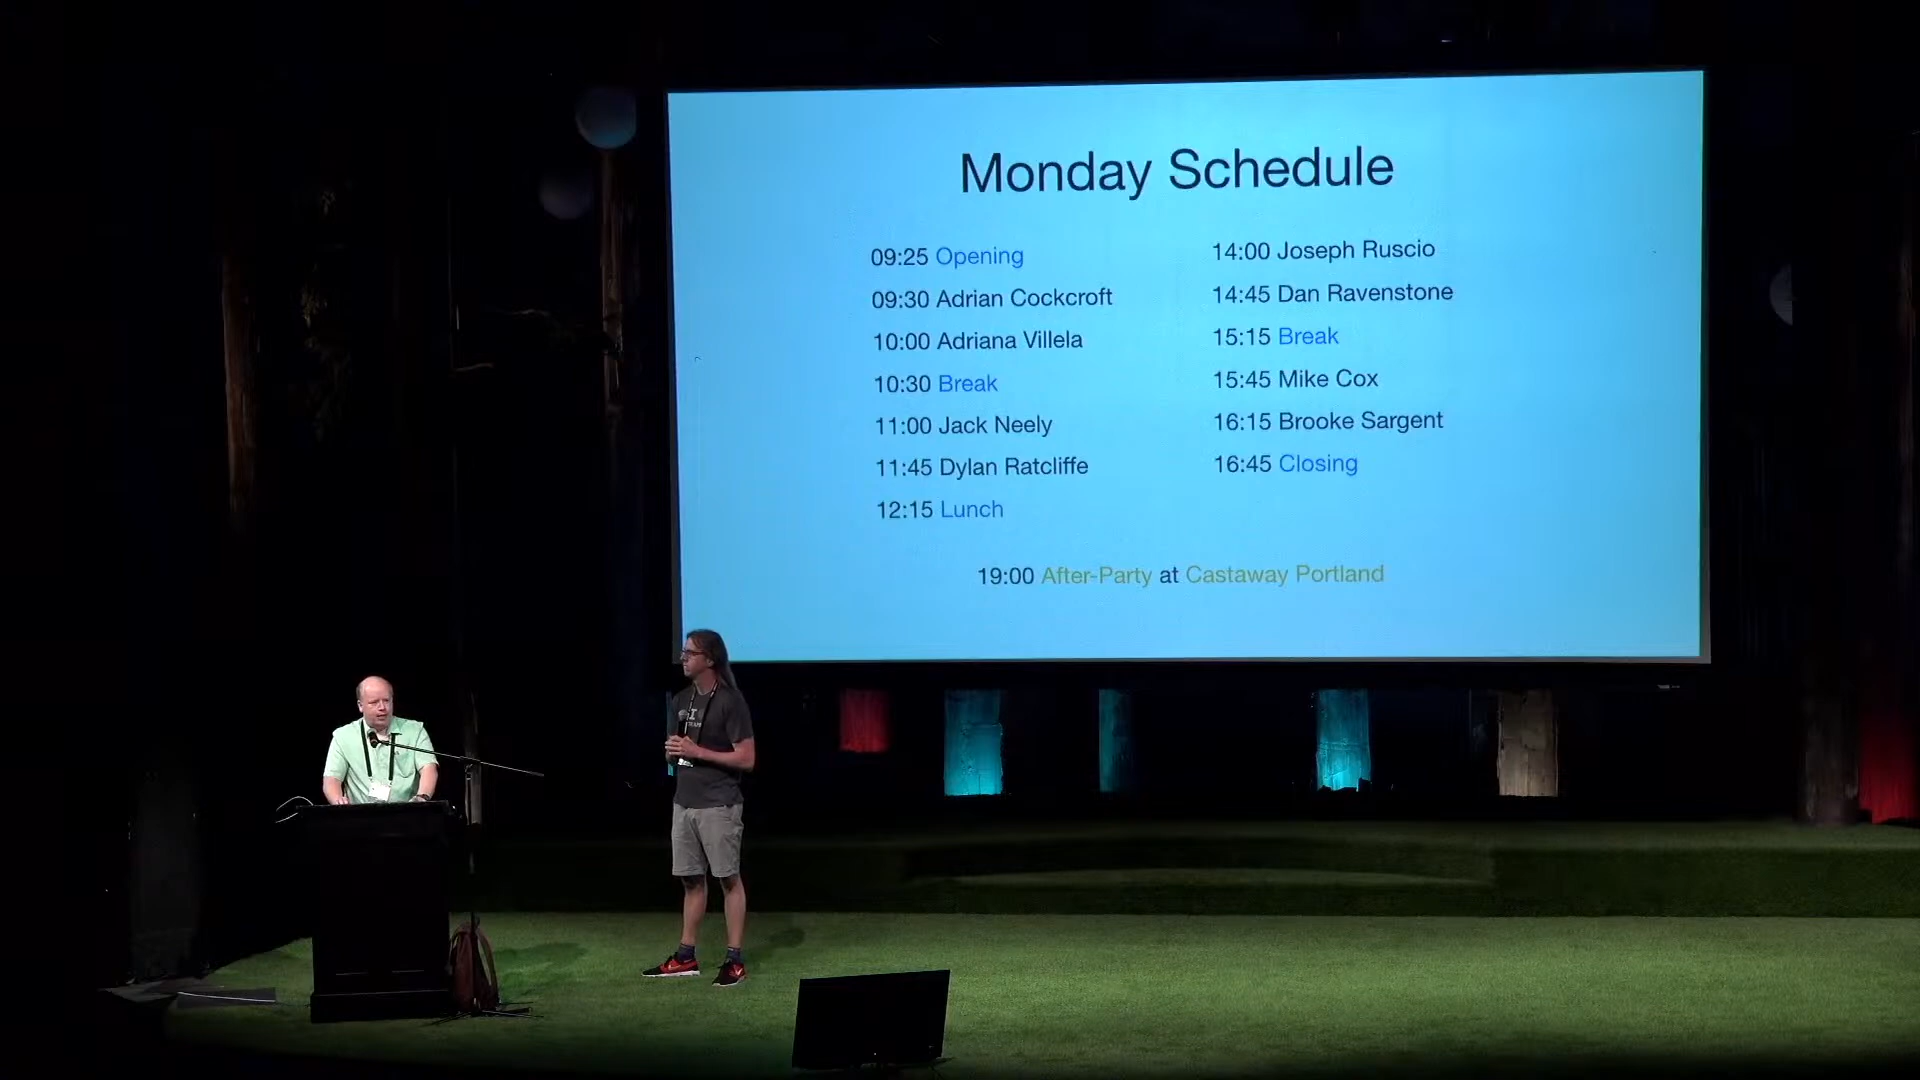 Monday Schedule
09:25 Opening
09:30 Adrian Cockcroft
10:00 Adriana Villela
10:30 Break
11:00 Jack Neely
11:45 Dylan Ratcliffe
12:15 Lunch
14:00 Joseph Ruscio
14:45 Dan Ravenstone
15:15 Break
15:45 Mike Cox
16:15 Brooke Sargent
16:45 Closing
19:00 After-Party at Castaway Portland